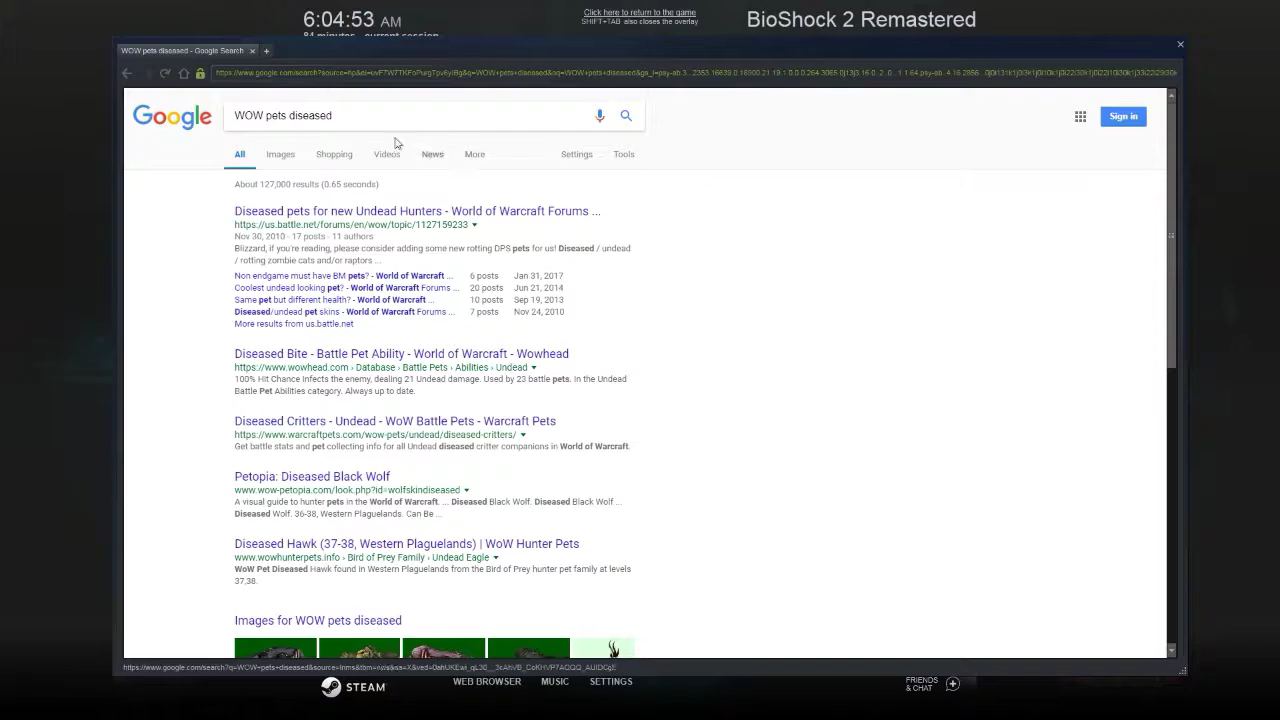 6:04:53 AM
84 minutes - current session
Click here to return to the game
SHIFT+TAB also closes the overlay
BioShock 2 Remastered
WOW pets diseased - Google Search
Google
WOW pets diseased
Sign in
All Images Shopping Videos News More Settings Tools
About 127,000 results (0.65 seconds)
Diseased pets for new Undead Hunters - World of Warcraft Forums ...
https://us.battle.net/forums/en/wow/topic/1127159233
Nov 30, 2010 - 17 posts - 11 authors
Blizzard, if you're reading, please consider adding some new rotting DPS pets for us! Diseased / undead
/ rotting zombie cats and/or raptors ...
Non endgame must have BM pets? - World of Warcraft ... 6 posts Jan 31, 2017
Coolest undead looking pet? - World of Warcraft Forums ... 20 posts Jun 21, 2014
Same pet but different health? - World of Warcraft ... 10 posts Sep 19, 2013
Diseased/undead pet skins - World of Warcraft Forums ... 7 posts Nov 24, 2010
More results from us.battle.net
Diseased Bite - Battle Pet Ability - World of Warcraft - Wowhead
https://www.wowhead.com › Database › Battle Pets › Abilities › Undead
100% Hit Chance Infects the enemy, dealing 21 Undead damage. Used by 23 battle pets. In the Undead
Battle Pet Abilities category. Always up to date.
Diseased Critters - Undead - WoW Battle Pets - Warcraft Pets
https://www.warcraftpets.com/wow-pets/undead/diseased-critters/
Get battle stats and pet collecting info for all Undead diseased critter companions in World of Warcraft.
Petopia: Diseased Black Wolf
www.wow-petopia.com/look.php?id=wolfskindiseased
A visual guide to hunter pets in the World of Warcraft. ... Diseased Black Wolf. Diseased Black Wolf ...
Diseased Wolf. 36-38, Western Plaguelands. Can Be ...
Diseased Hawk (37-38, Western Plaguelands) | WoW Hunter Pets
www.wowhunterpets.info › Bird of Prey Family › Undead Eagle
WoW Pet Diseased Hawk found in Western Plaguelands from the Bird of Prey hunter pet family at levels
37,38.
Images for WOW pets diseased
STEAM
WEB BROWSER MUSIC SETTINGS
FRIENDS
& CHAT